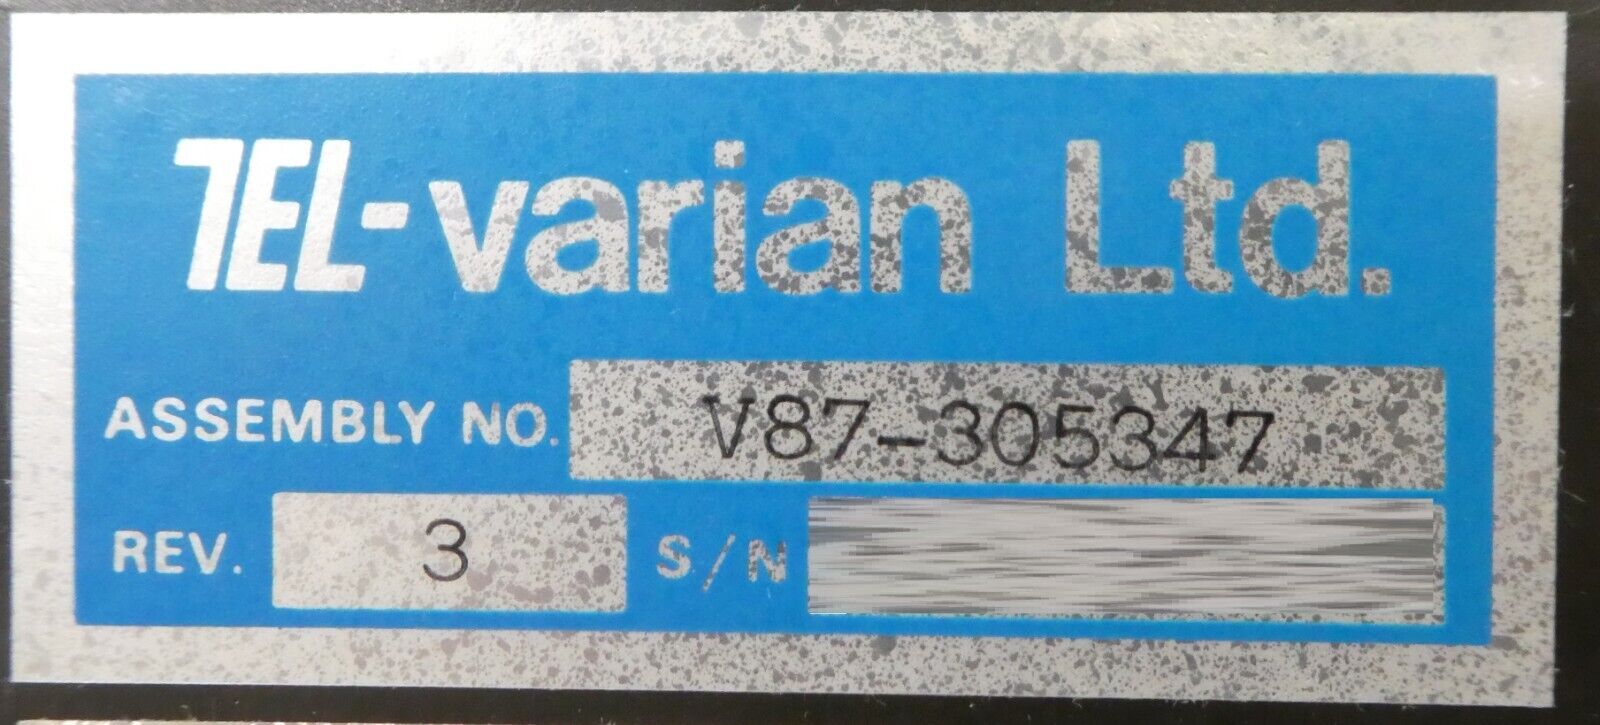 TEL-varian Ltd.
ASSEMBLY NO. V87-305347
REV. 3 S/N